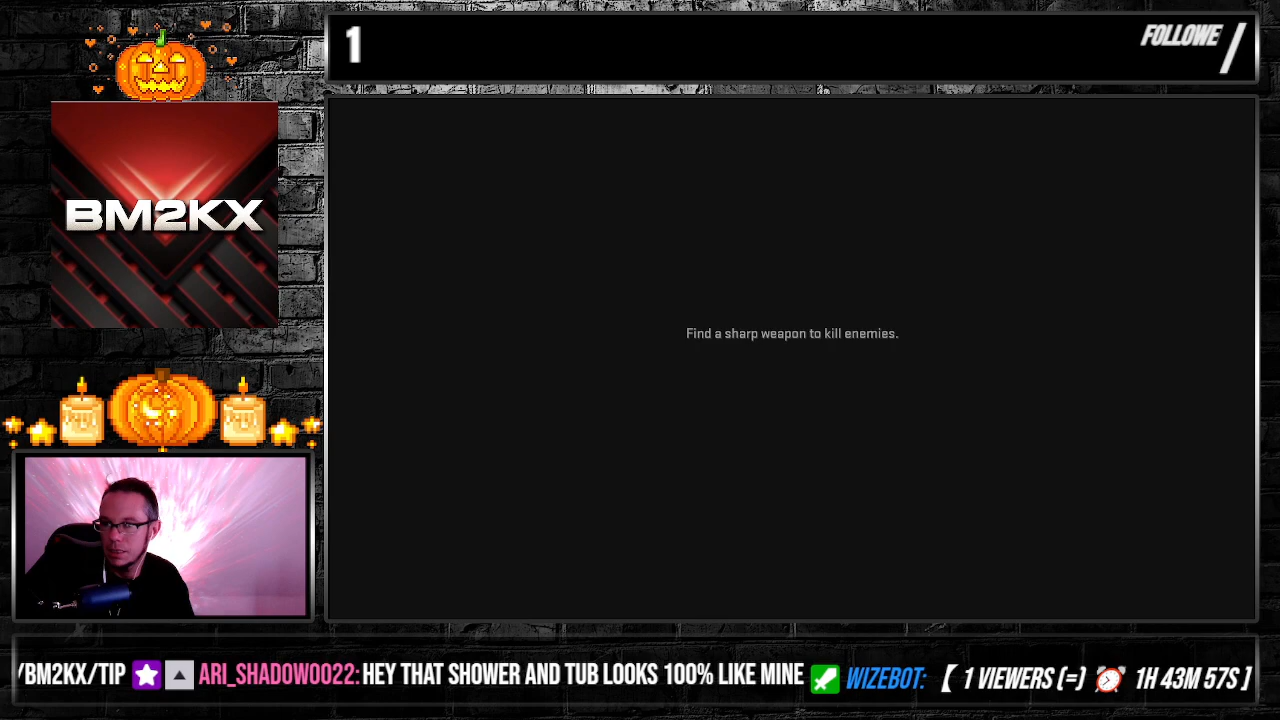 1
FOLLOWE
BM2KX
Find a sharp weapon to kill enemies.
/BM2KX/TIP ARI_SHADOW0022: HEY THAT SHOWER AND TUB LOOKS 100% LIKE MINE WIZEBOT: [ 1 VIEWERS (=) 1H 43M 57S ]